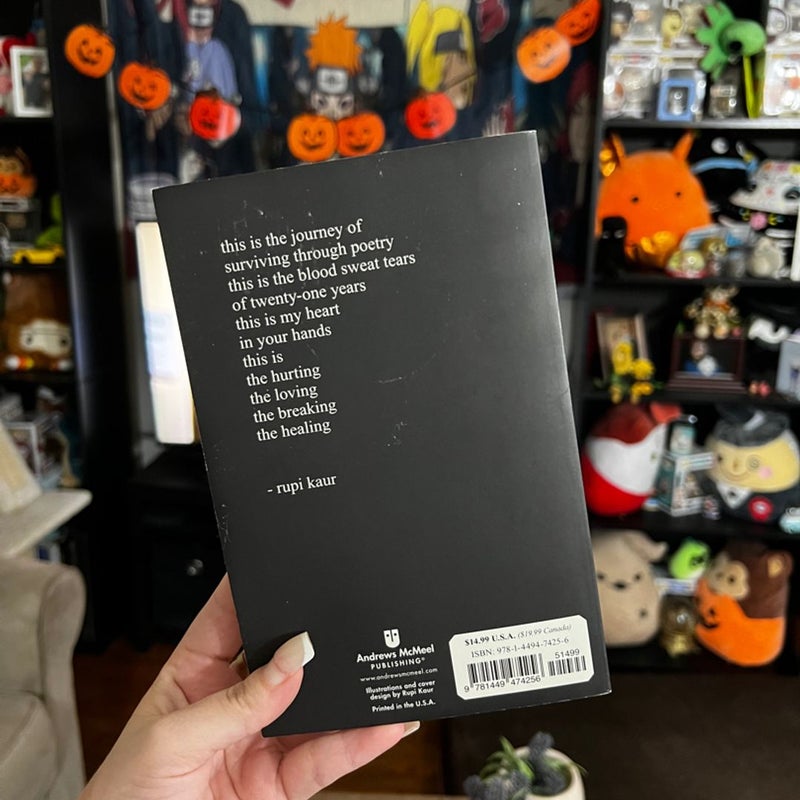 this is the journey of
surviving through poetry
this is the blood sweat tears
of twenty-one years
this is my heart
in your hands
this is
the hurting
the loving
the breaking
the healing
- rupi kaur
Andrews McMeel
PUBLISHING®
www.andrewsmcmeel.com
Illustrations and cover
design by Rupi Kaur
Printed in the U.S.A.
$14.99 U.S.A. ($19.99 Canada)
ISBN: 978-1-4494-7425-6
51499
9 781449 474256